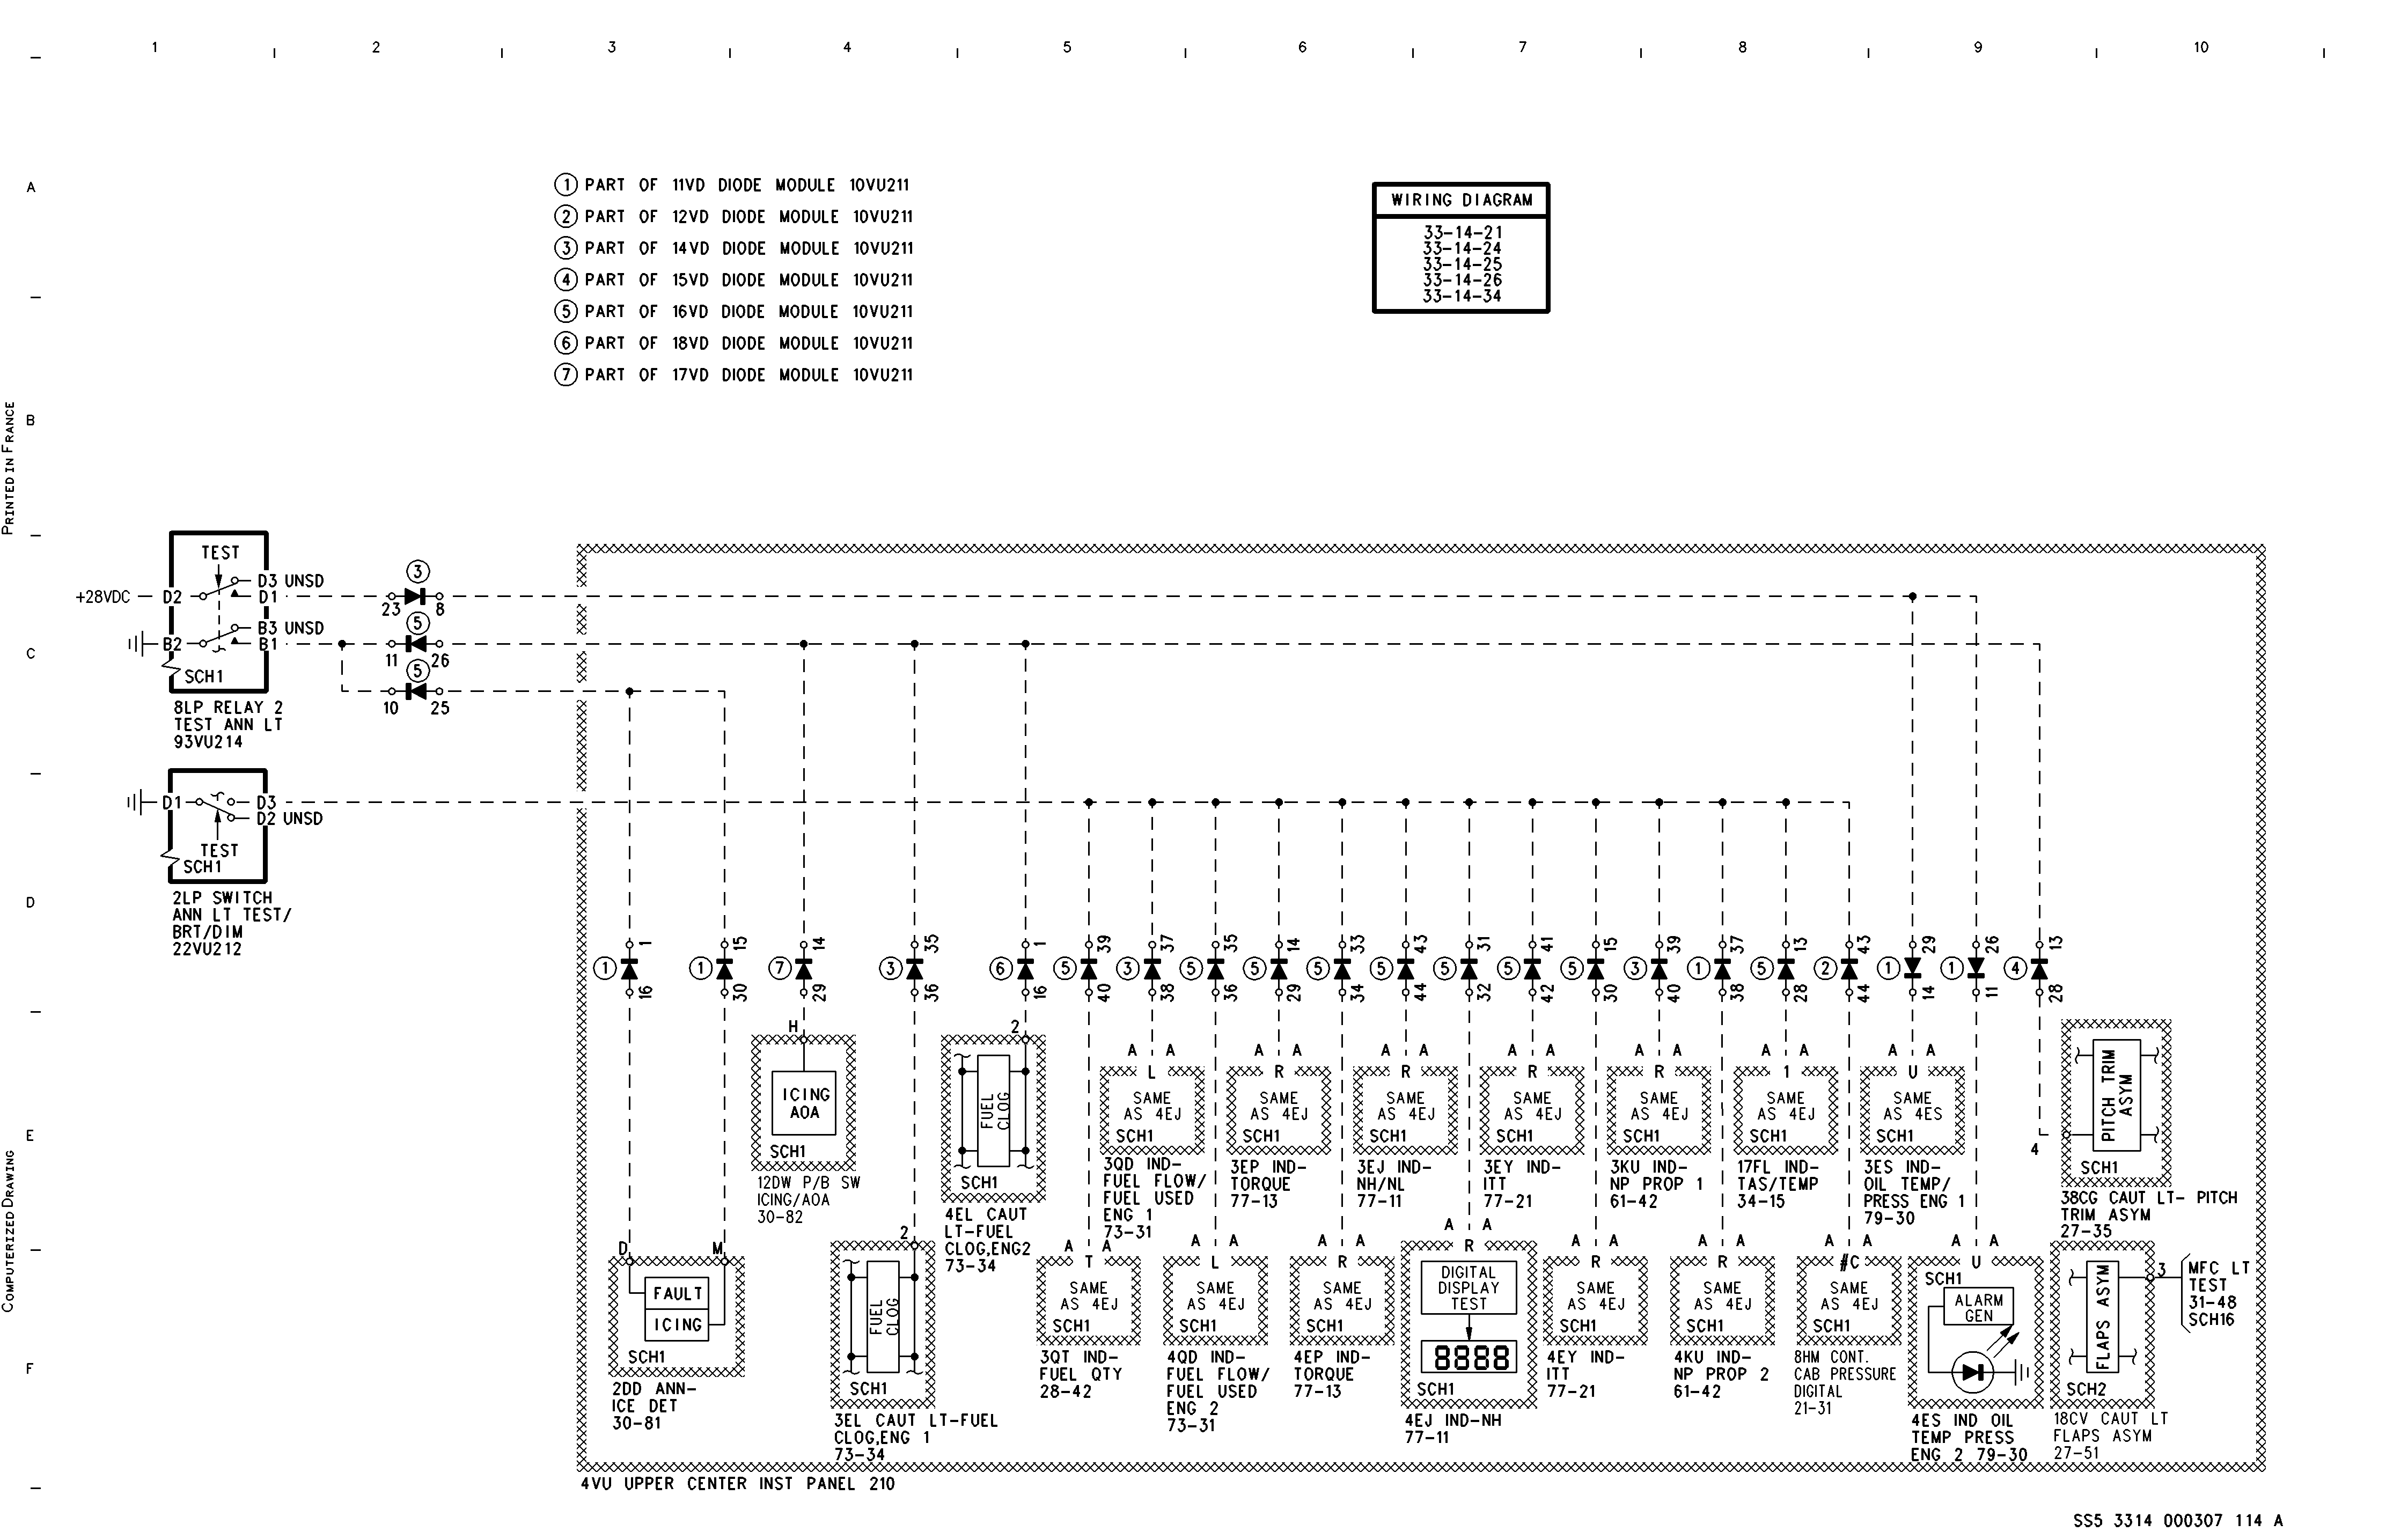 1 2 3 4 5 6 7 8 9 10
A
B
C
D
E
F
PRINTED IN FRANCE
COMPUTERIZED DRAWING
① PART OF 11VD DIODE MODULE 10VU211
② PART OF 12VD DIODE MODULE 10VU211
③ PART OF 14VD DIODE MODULE 10VU211
④ PART OF 15VD DIODE MODULE 10VU211
⑤ PART OF 16VD DIODE MODULE 10VU211
⑥ PART OF 18VD DIODE MODULE 10VU211
⑦ PART OF 17VD DIODE MODULE 10VU211
WIRING DIAGRAM
33-14-21
33-14-24
33-14-25
33-14-26
33-14-34
TEST
D3 UNSD
+28VDC D2 D1
B3 UNSD
B2 B1
SCH1
8LP RELAY 2
TEST ANN LT
93VU214
③
23 8
⑤
11 26
⑤
10 25
D1 D3
D2 UNSD
TEST
SCH1
2LP SWITCH
ANN LT TEST/
BRT/DIM
22VU212
1 15 14 35 1 39 37 35 14 33 43 31 41 15 39 37 13 43 29 26 13
① ① ⑦ ③ ⑥ ⑤ ③ ⑤ ⑤ ⑤ ⑤ ⑤ ⑤ ⑤ ③ ① ⑤ ② ① ① ④
16 30 29 36 16 40 38 36 29 34 44 32 42 30 40 38 28 44 14 11 28
H
ICING
AOA
SCH1
12DW P/B SW
ICING/AOA
30-82
2
FUEL
CLOG
SCH1
4EL CAUT
LT-FUEL
CLOG,ENG2
73-34
A A
L
SAME
AS 4EJ
SCH1
3QD IND-
FUEL FLOW/
FUEL USED
ENG 1
73-31
A A
R
SAME
AS 4EJ
SCH1
3EP IND-
TORQUE
77-13
A A
R
SAME
AS 4EJ
SCH1
3EJ IND-
NH/NL
77-11
A A
R
SAME
AS 4EJ
SCH1
3EY IND-
ITT
77-21
A A
R
SAME
AS 4EJ
SCH1
3KU IND-
NP PROP 1
61-42
A A
1
SAME
AS 4EJ
SCH1
17FL IND-
TAS/TEMP
34-15
A A
U
SAME
AS 4ES
SCH1
3ES IND-
OIL TEMP/
PRESS ENG 1
79-30
4
PITCH TRIM
ASYM
SCH1
38CG CAUT LT- PITCH
TRIM ASYM
27-35
D M
FAULT
ICING
SCH1
2DD ANN-
ICE DET
30-81
2
FUEL
CLOG
SCH1
3EL CAUT LT-FUEL
CLOG,ENG 1
73-34
A A
T
SAME
AS 4EJ
SCH1
3QT IND-
FUEL QTY
28-42
A A
L
SAME
AS 4EJ
SCH1
4QD IND-
FUEL FLOW/
FUEL USED
ENG 2
73-31
A A
R
SAME
AS 4EJ
SCH1
4EP IND-
TORQUE
77-13
A A
R
DIGITAL
DISPLAY
TEST
8888
SCH1
4EJ IND-NH
77-11
A A
R
SAME
AS 4EJ
SCH1
4EY IND-
ITT
77-21
A A
R
SAME
AS 4EJ
SCH1
4KU IND-
NP PROP 2
61-42
A A
#C
SAME
AS 4EJ
SCH1
8HM CONT.
CAB PRESSURE
DIGITAL
21-31
A A
U
SCH1
ALARM
GEN
4ES IND OIL
TEMP PRESS
ENG 2 79-30
FLAPS ASYM
SCH2
18CV CAUT LT
FLAPS ASYM
27-51
3
MFC LT
TEST
31-48
SCH16
4VU UPPER CENTER INST PANEL 210
SS5 3314 000307 114 A